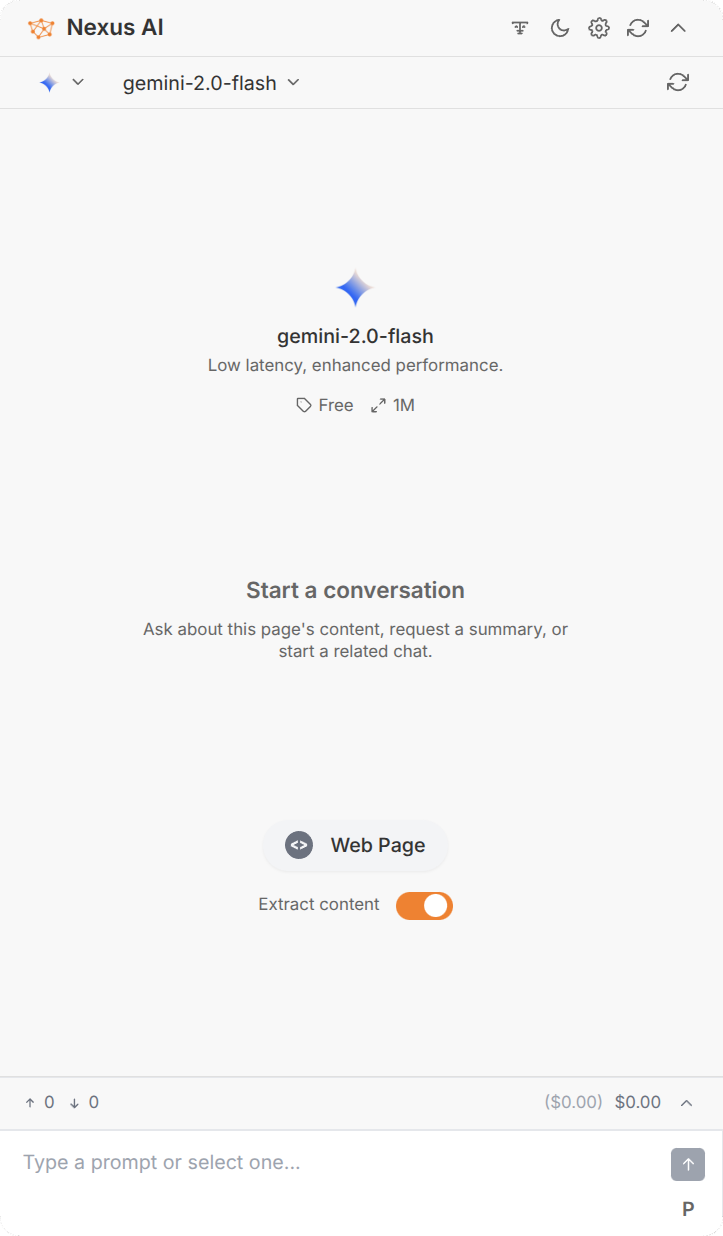 Nexus AI
gemini-2.0-flash
gemini-2.0-flash
Low latency, enhanced performance.
Free 1M
Start a conversation
Ask about this page's content, request a summary, or
start a related chat.
<> Web Page
Extract content
↑ 0 ↓ 0 ($0.00) $0.00
Type a prompt or select one...
P